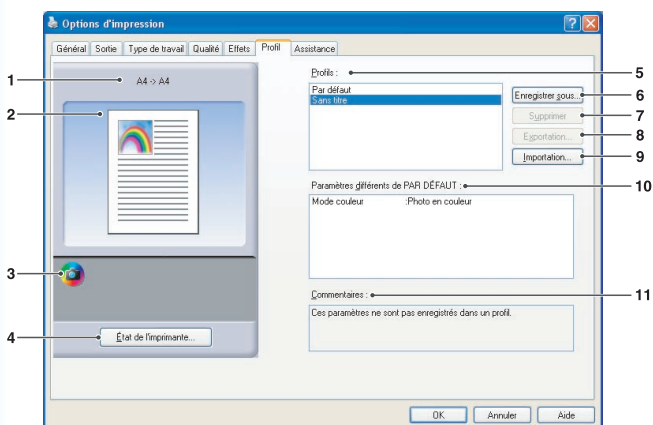 Options d'impression
Général Sortie Type de travail Qualité Effets Profil Assistance
1
A4 -> A4
2
3
4
État de l'imprimante...
Profils :
5
Par défaut
Sans titre
Enregistrer sous...
6
Supprimer
7
Exportation...
8
Importation...
9
Paramètres différents de PAR DÉFAUT :
10
Mode couleur :Photo en couleur
Commentaires :
11
Ces paramètres ne sont pas enregistrés dans un profil.
OK Annuler Aide